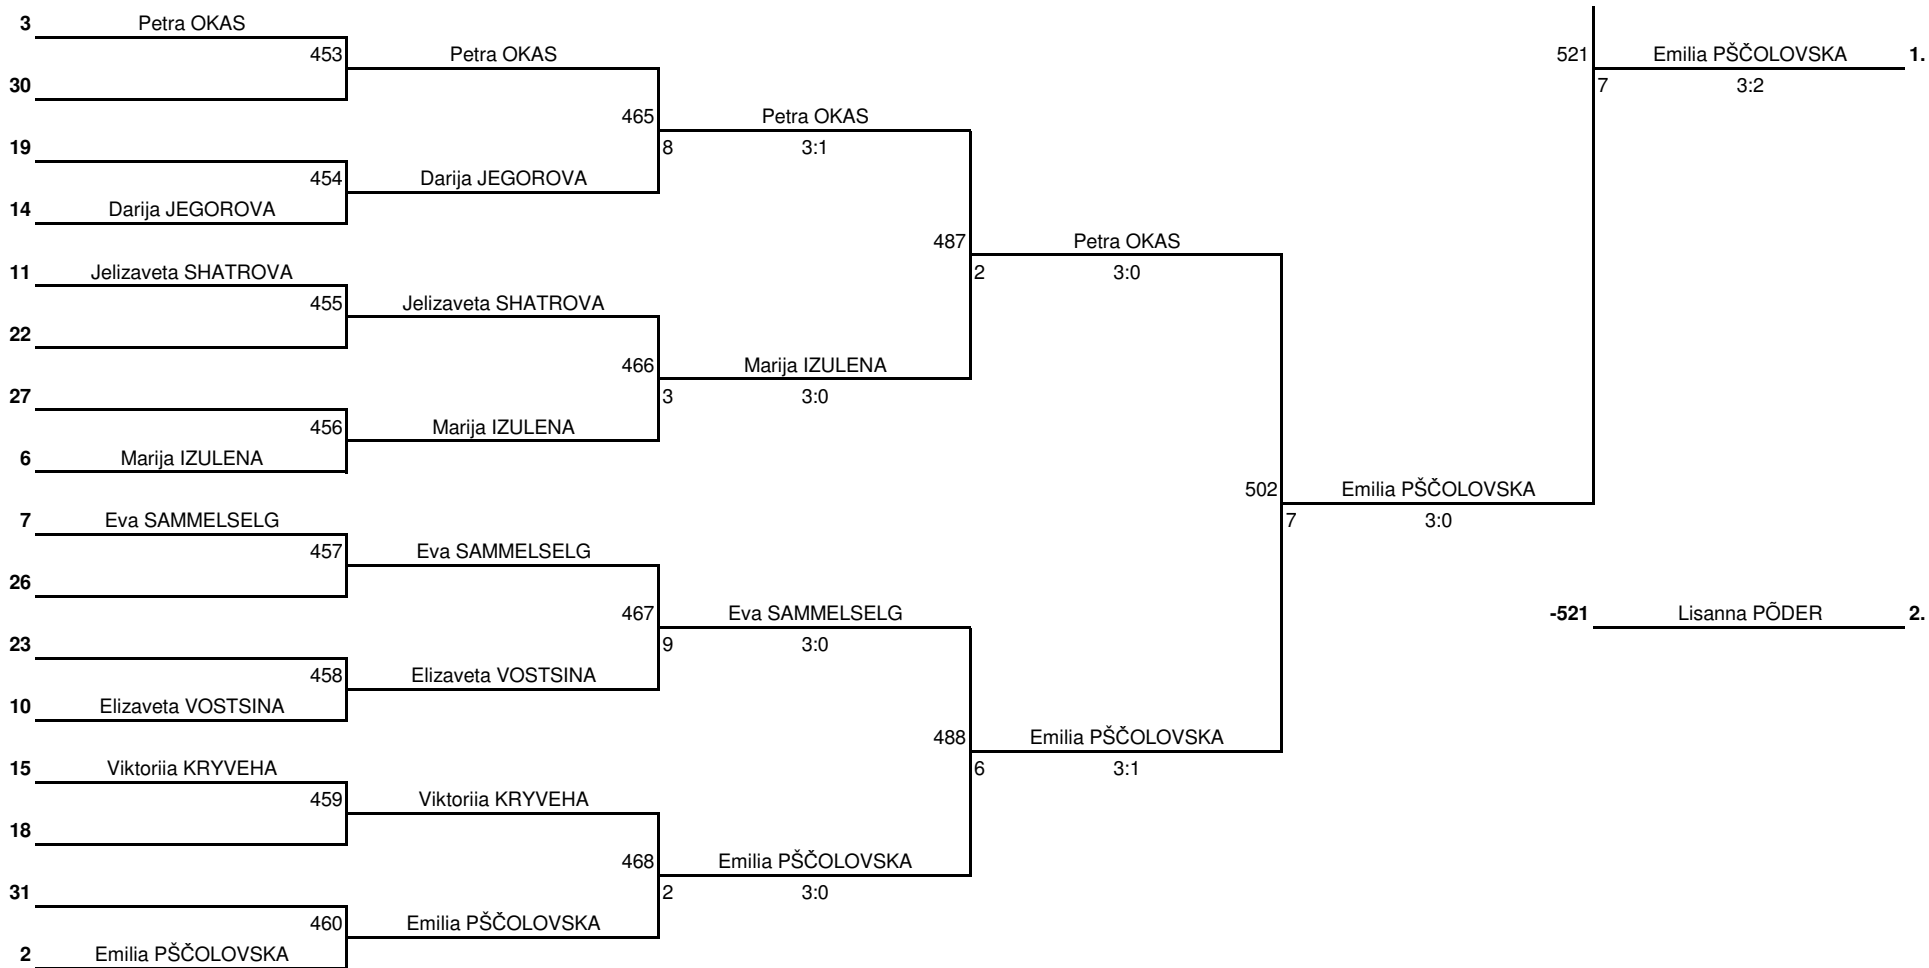 3 Petra OKAS
453 Petra OKAS 521 Emilia PŠČOLOVSKA 1.
30 7 3:2
465 Petra OKAS
19 8 3:1
454 Darija JEGOROVA
14 Darija JEGOROVA
487 Petra OKAS
11 Jelizaveta SHATROVA 2 3:0
455 Jelizaveta SHATROVA
22
466 Marija IZULENA
27 3 3:0
456 Marija IZULENA
6 Marija IZULENA
502 Emilia PŠČOLOVSKA
7 Eva SAMMELSELG 7 3:0
457 Eva SAMMELSELG
26
467 Eva SAMMELSELG -521 Lisanna PÕDER 2.
23 9 3:0
458 Elizaveta VOSTSINA
10 Elizaveta VOSTSINA
488 Emilia PŠČOLOVSKA
15 Viktoriia KRYVEHA 6 3:1
459 Viktoriia KRYVEHA
18
468 Emilia PŠČOLOVSKA
31 2 3:0
460 Emilia PŠČOLOVSKA
2 Emilia PŠČOLOVSKA